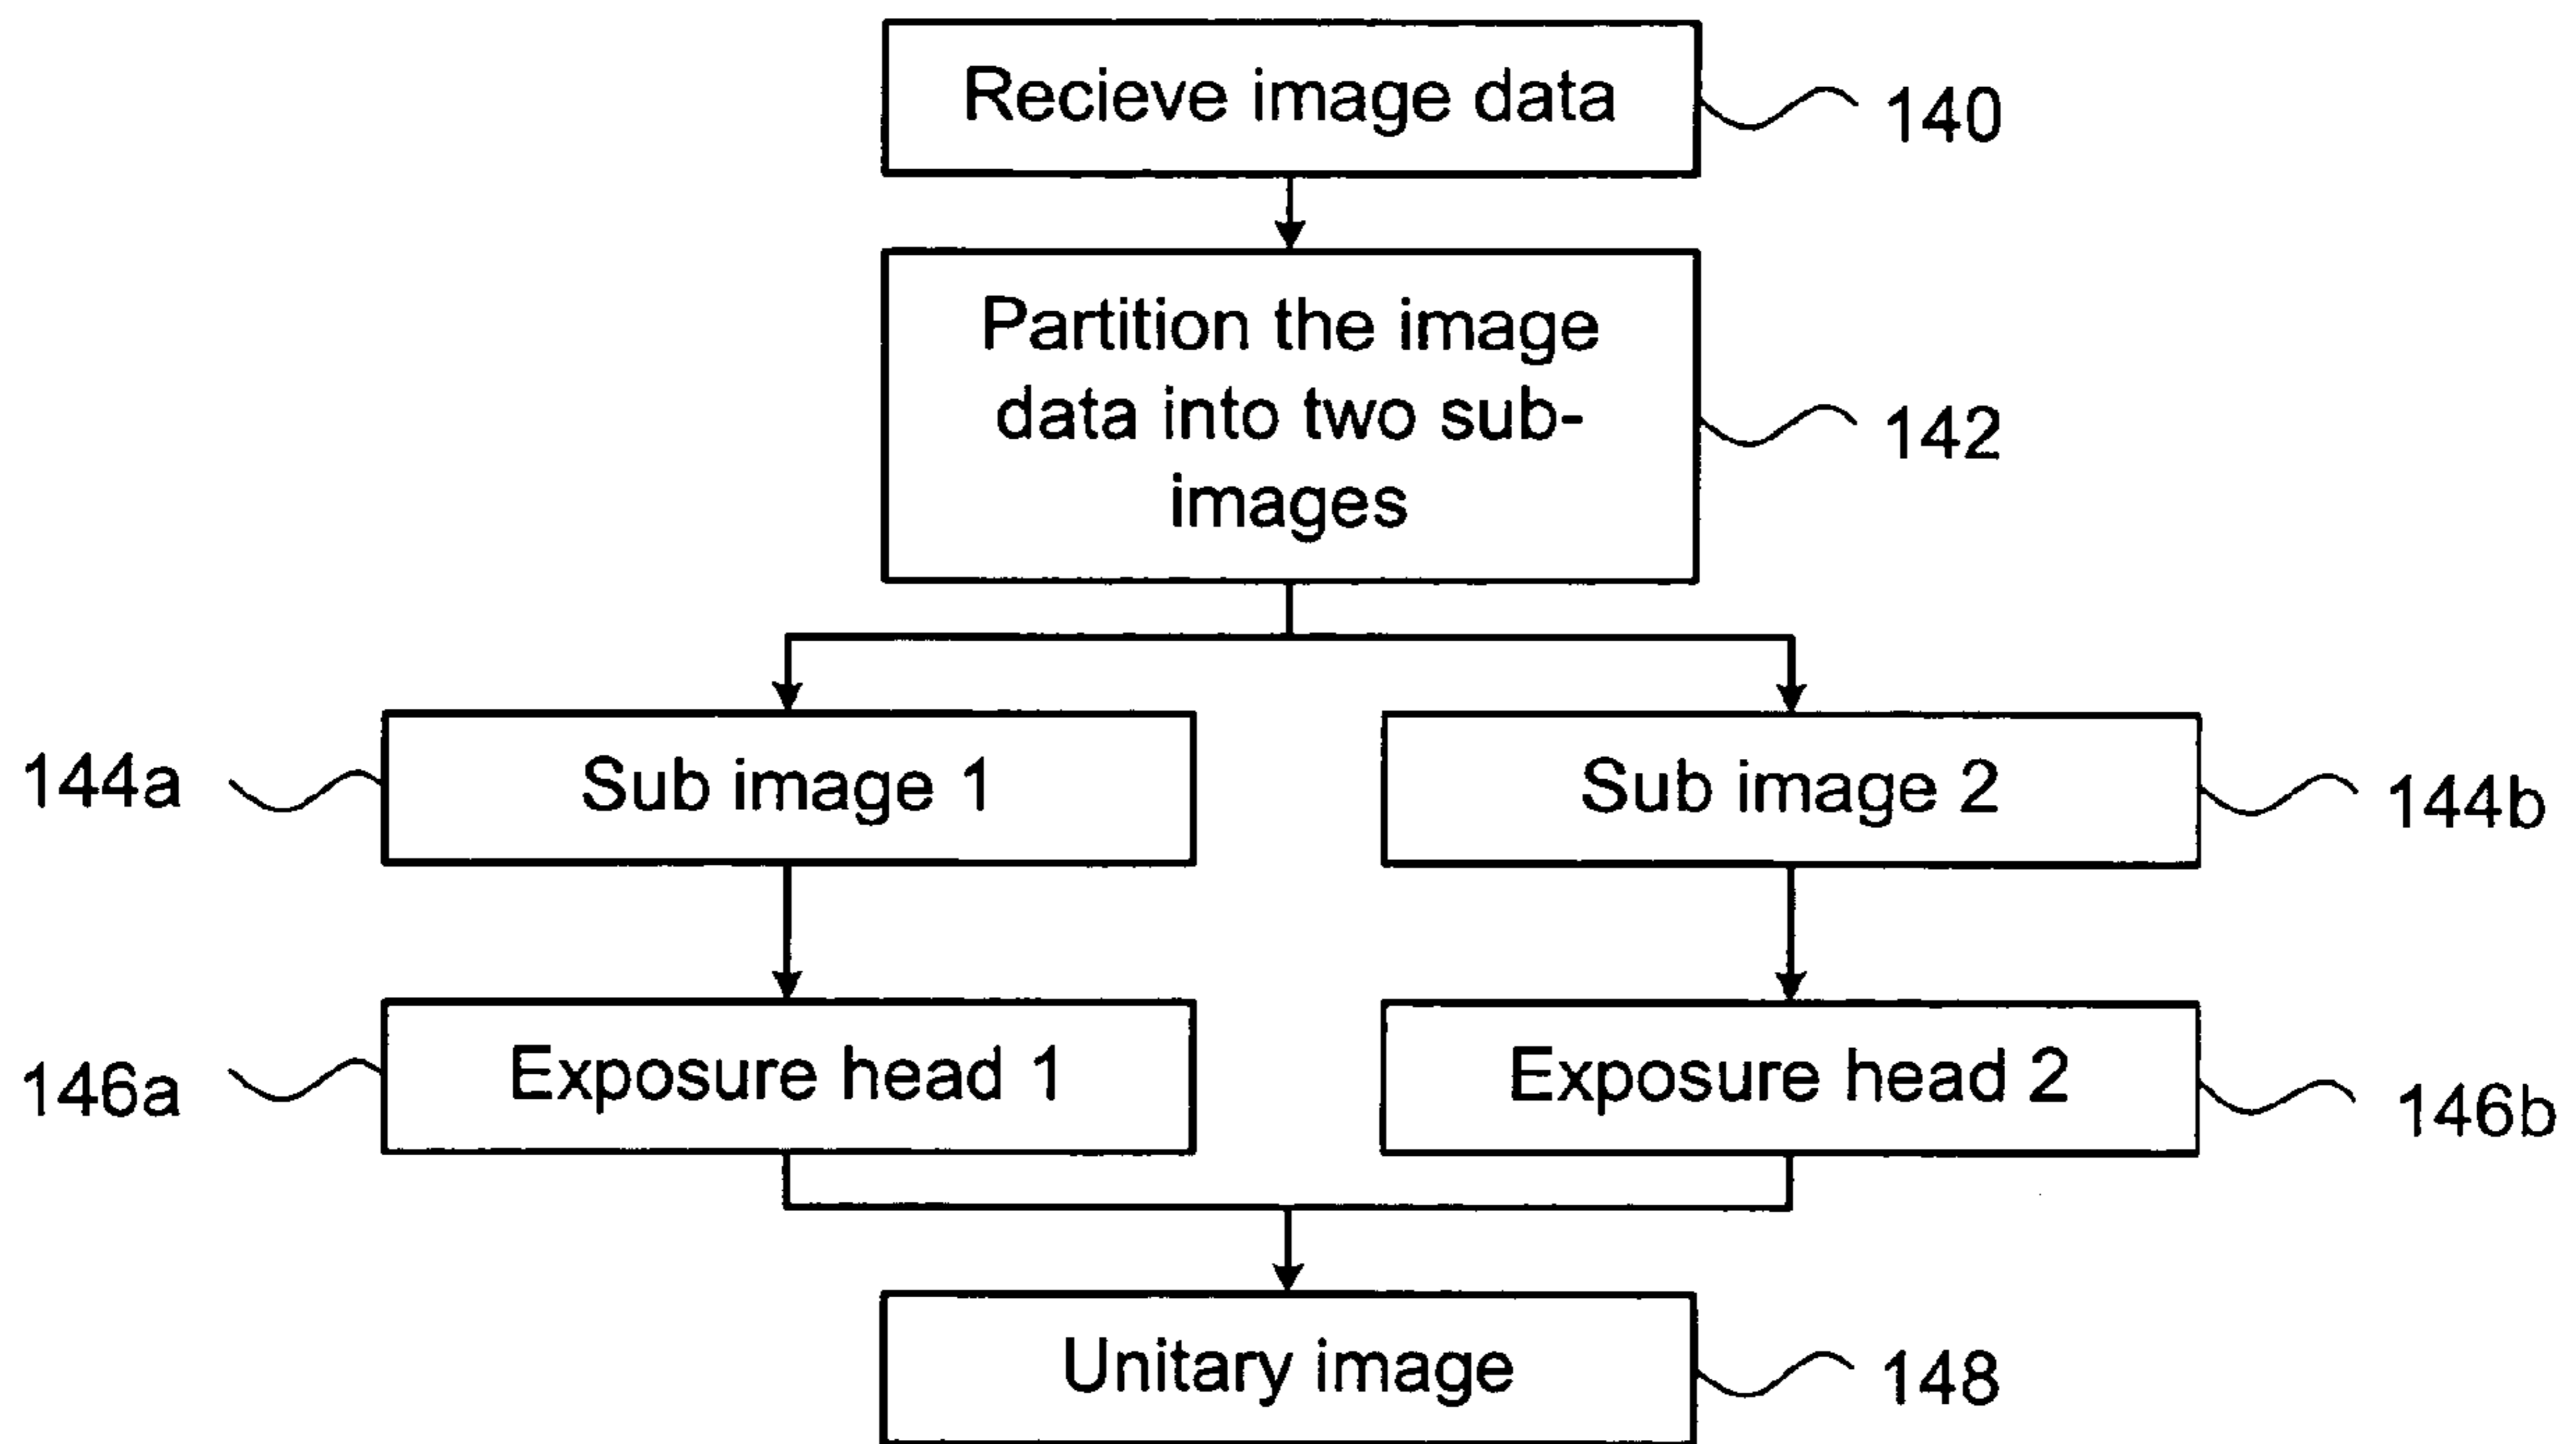 Recieve image data
140
Partition the image
data into two sub-
images
142
144a
Sub image 1
Sub image 2
144b
146a
Exposure head 1
Exposure head 2
146b
Unitary image
148